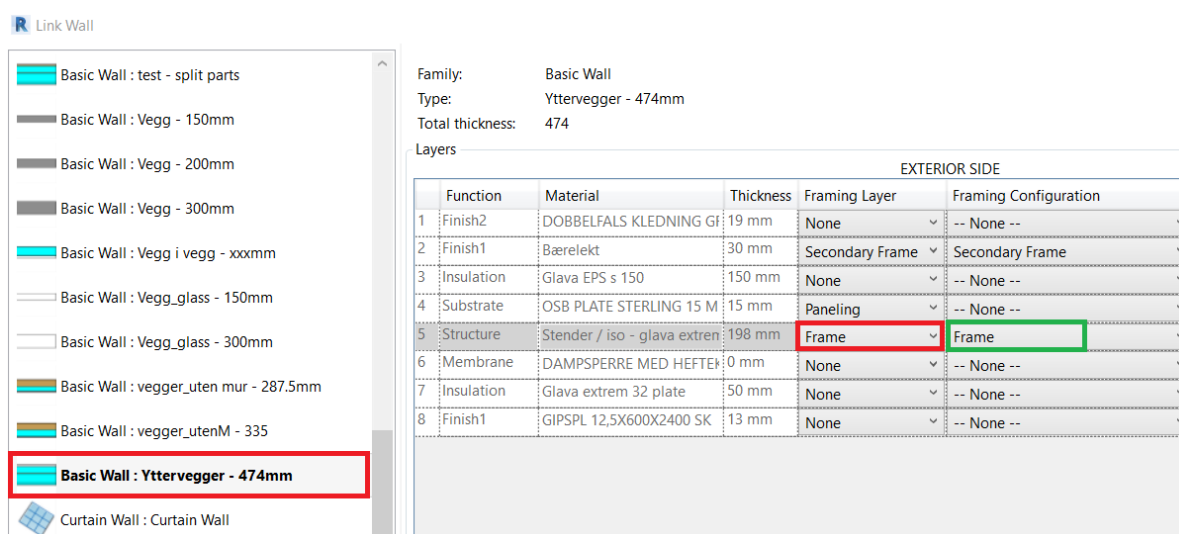 R Link Wall
Basic Wall : test - split parts
Basic Wall : Vegg - 150mm
Basic Wall : Vegg - 200mm
Basic Wall : Vegg - 300mm
Basic Wall : Vegg i vegg - xxxmm
Basic Wall : Vegg_glass - 150mm
Basic Wall : Vegg_glass - 300mm
Basic Wall : vegger_uten mur - 287.5mm
Basic Wall : vegger_utenM - 335
Basic Wall : Yttervegger - 474mm
Curtain Wall : Curtain Wall
Family: Basic Wall
Type: Yttervegger - 474mm
Total thickness: 474
Layers
EXTERIOR SIDE
Function Material Thickness Framing Layer Framing Configuration
1 Finish2 DOBBELFALS KLEDNING GF 19 mm None -- None --
2 Finish1 Bærelekt 30 mm Secondary Frame Secondary Frame
3 Insulation Glava EPS s 150 150 mm None -- None --
4 Substrate OSB PLATE STERLING 15 M 15 mm Paneling -- None --
5 Structure Stender / iso - glava extren 198 mm Frame Frame
6 Membrane DAMPSPERRE MED HEFTEK 0 mm None -- None --
7 Insulation Glava extrem 32 plate 50 mm None -- None --
8 Finish1 GIPSPL 12,5X600X2400 SK 13 mm None -- None --